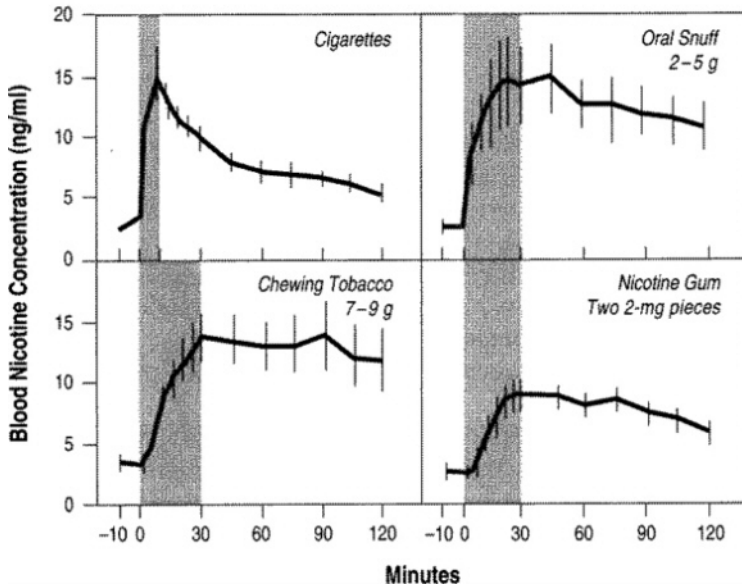 Blood Nicotine Concentration (ng/ml)
20
15
10
5
0
Cigarettes
Oral Snuff
2–5 g
15
10
5
0
Chewing Tobacco
7–9 g
Nicotine Gum
Two 2-mg pieces
–10 0 30 60 90 120
–10 0 30 60 90 120
Minutes